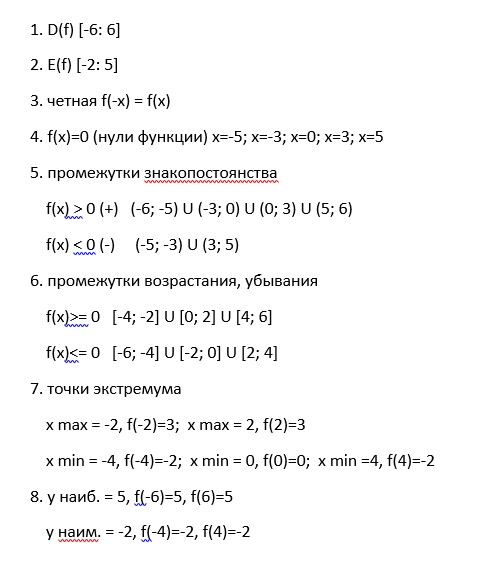 1. D(f) [-6: 6]
2. E(f) [-2: 5]
3. четная f(-x) = f(x)
4. f(x)=0 (нули функции) x=-5; x=-3; x=0; x=3; x=5
5. промежутки знакопостоянства
f(x) > 0 (+) (-6; -5) U (-3; 0) U (0; 3) U (5; 6)
f(x) < 0 (-) (-5; -3) U (3; 5)
6. промежутки возрастания, убывания
f(x)>= 0 [-4; -2] U [0; 2] U [4; 6]
f(x)<= 0 [-6; -4] U [-2; 0] U [2; 4]
7. точки экстремума
x max = -2, f(-2)=3; x max = 2, f(2)=3
x min = -4, f(-4)=-2; x min = 0, f(0)=0; x min =4, f(4)=-2
8. у наиб. = 5, f(-6)=5, f(6)=5
у наим. = -2, f(-4)=-2, f(4)=-2